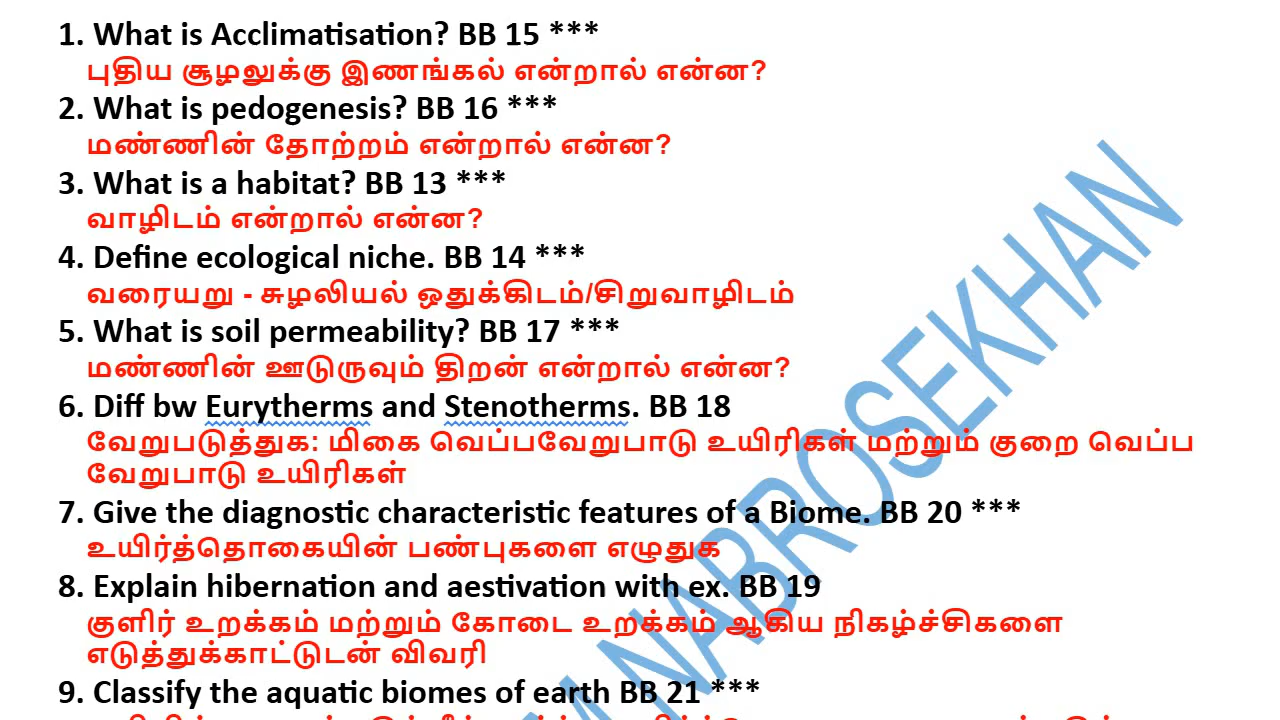 1. What is Acclimatisation? BB 15 ***
புதிய சூழலுக்கு இணங்கல் என்றால் என்ன?
2. What is pedogenesis? BB 16 ***
மண்ணின் தோற்றம் என்றால் என்ன?
3. What is a habitat? BB 13 ***
வாழிடம் என்றால் என்ன?
4. Define ecological niche. BB 14 ***
வரையறு - சுழலியல் ஒதுக்கிடம்/சிறுவாழிடம்
5. What is soil permeability? BB 17 ***
மண்ணின் ஊடுருவும் திறன் என்றால் என்ன?
6. Diff bw Eurytherms and Stenotherms. BB 18
வேறுபடுத்துக: மிகை வெப்பவேறுபாடு உயிரிகள் மற்றும் குறை வெப்ப
வேறுபாடு உயிரிகள்
7. Give the diagnostic characteristic features of a Biome. BB 20 ***
உயிர்த்தொகையின் பண்புகளை எழுதுக
8. Explain hibernation and aestivation with ex. BB 19
குளிர் உறக்கம் மற்றும் கோடை உறக்கம் ஆகிய நிகழ்ச்சிகளை
எடுத்துக்காட்டுடன் விவரி
9. Classify the aquatic biomes of earth BB 21 ***
NABROSEKHAN